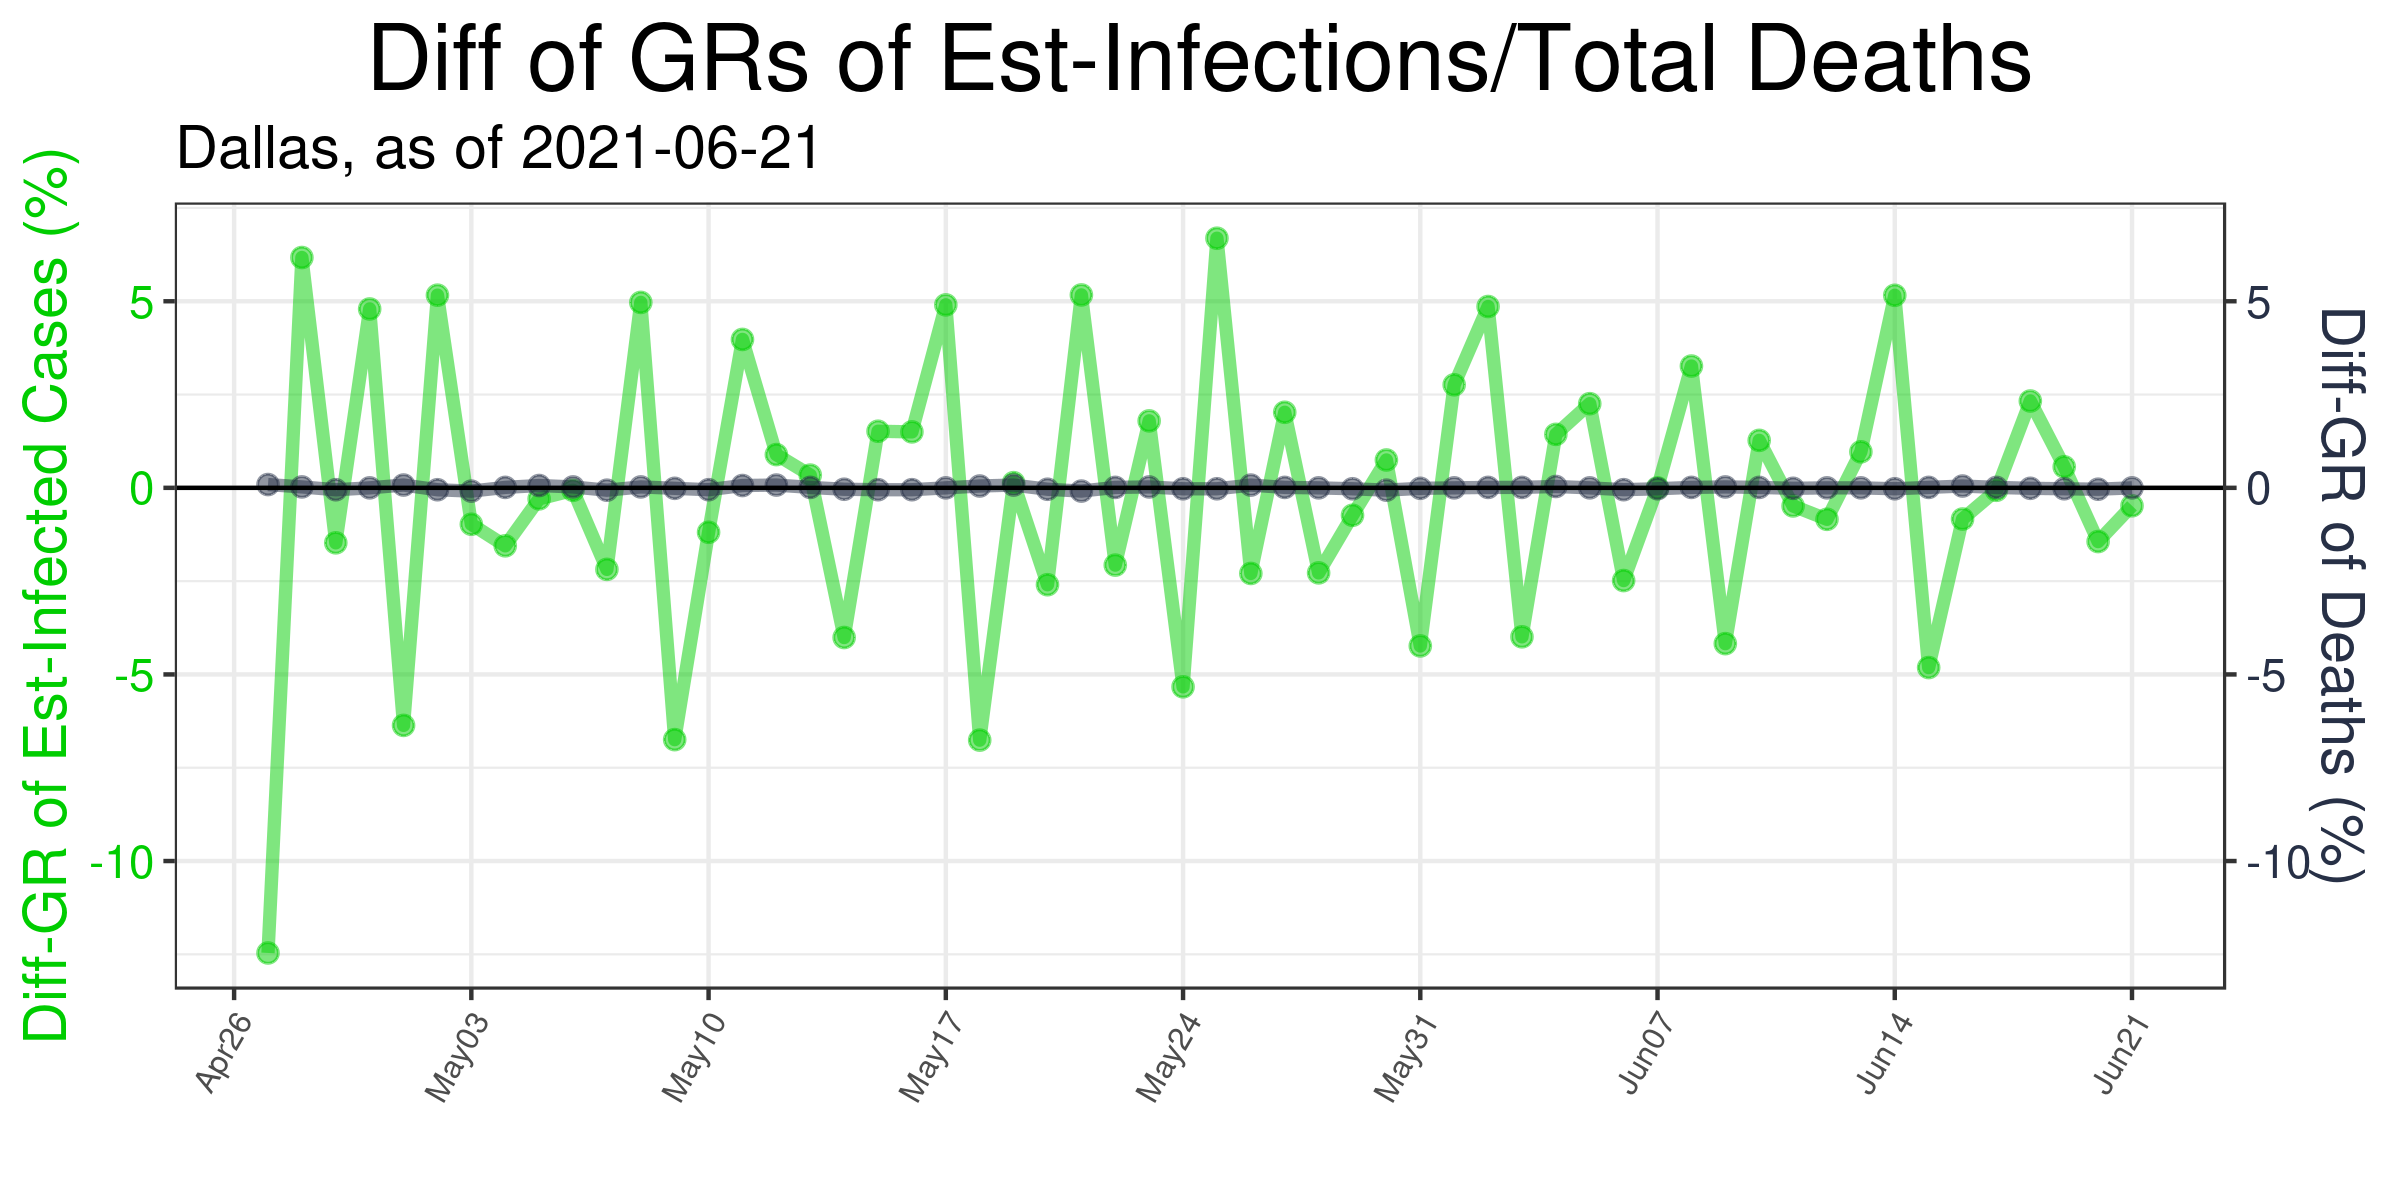 Diff of GRs of Est-Infections/Total Deaths
Dallas, as of 2021-06-21
Diff-GR of Est-Infected Cases (%)
5
0
-5
-10
5
0
-5
-10
Diff-GR of Deaths (%)
Apr26
May03
May10
May17
May24
May31
Jun07
Jun14
Jun21